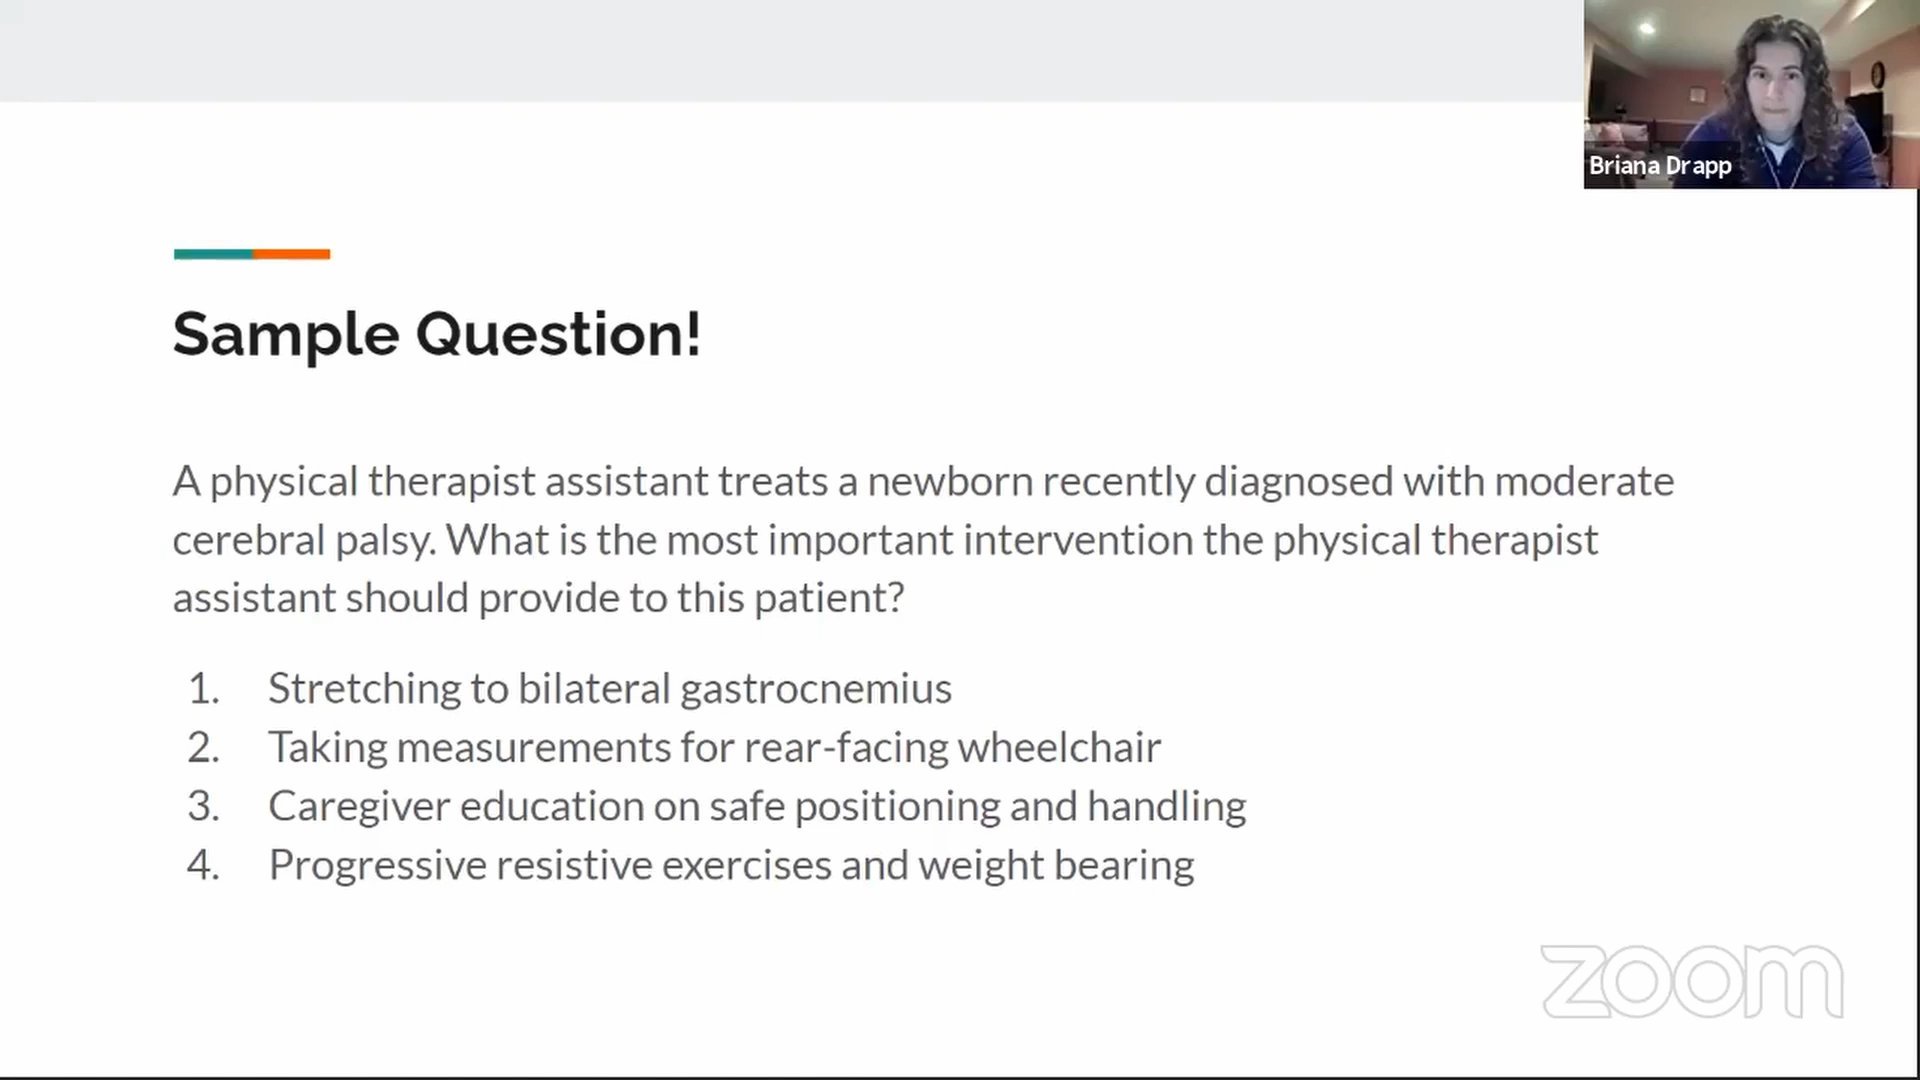 Briana Drapp
Sample Question!
A physical therapist assistant treats a newborn recently diagnosed with moderate
cerebral palsy. What is the most important intervention the physical therapist
assistant should provide to this patient?
1. Stretching to bilateral gastrocnemius
2. Taking measurements for rear-facing wheelchair
3. Caregiver education on safe positioning and handling
4. Progressive resistive exercises and weight bearing
zoom